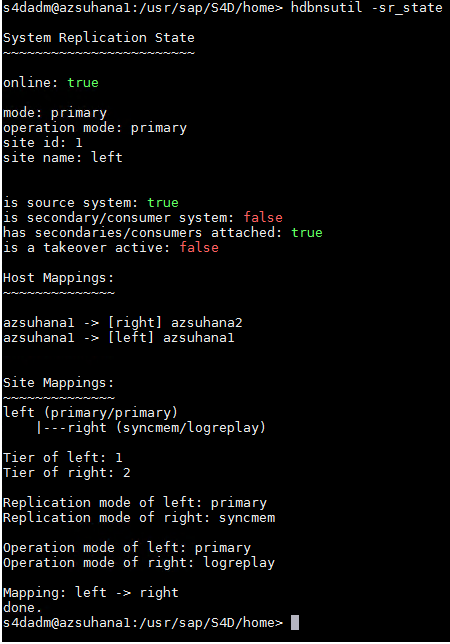 s4dadm@azsuhana1:/usr/sap/S4D/home> hdbnsutil -sr_state
System Replication State
~~~~~~~~~~~~~~~~~~~~~~~~
online: true
mode: primary
operation mode: primary
site id: 1
site name: left
is source system: true
is secondary/consumer system: false
has secondaries/consumers attached: true
is a takeover active: false
Host Mappings:
~~~~~~~~~~~~~~
azsuhana1 -> [right] azsuhana2
azsuhana1 -> [left] azsuhana1
Site Mappings:
~~~~~~~~~~~~~~
left (primary/primary)
    |---right (syncmem/logreplay)
Tier of left: 1
Tier of right: 2
Replication mode of left: primary
Replication mode of right: syncmem
Operation mode of left: primary
Operation mode of right: logreplay
Mapping: left -> right
done.
s4dadm@azsuhana1:/usr/sap/S4D/home>